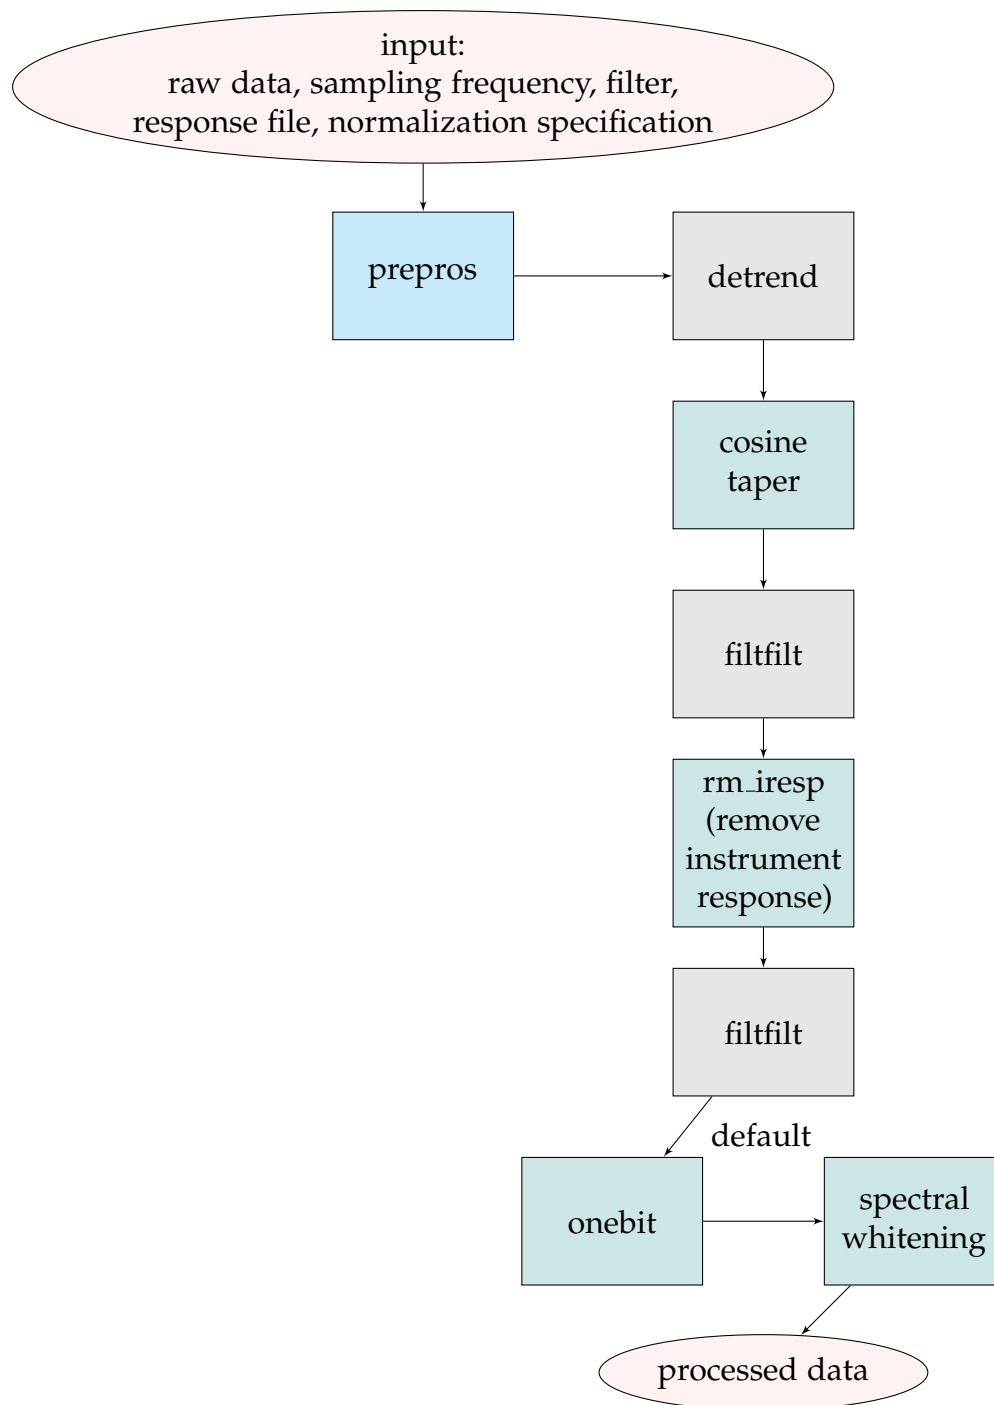 input:
raw data, sampling frequency, filter,
response file, normalization specification
prepros
detrend
cosine
taper
filtfilt
rm_iresp
(remove
instrument
response)
filtfilt
default
onebit
spectral
whitening
processed data